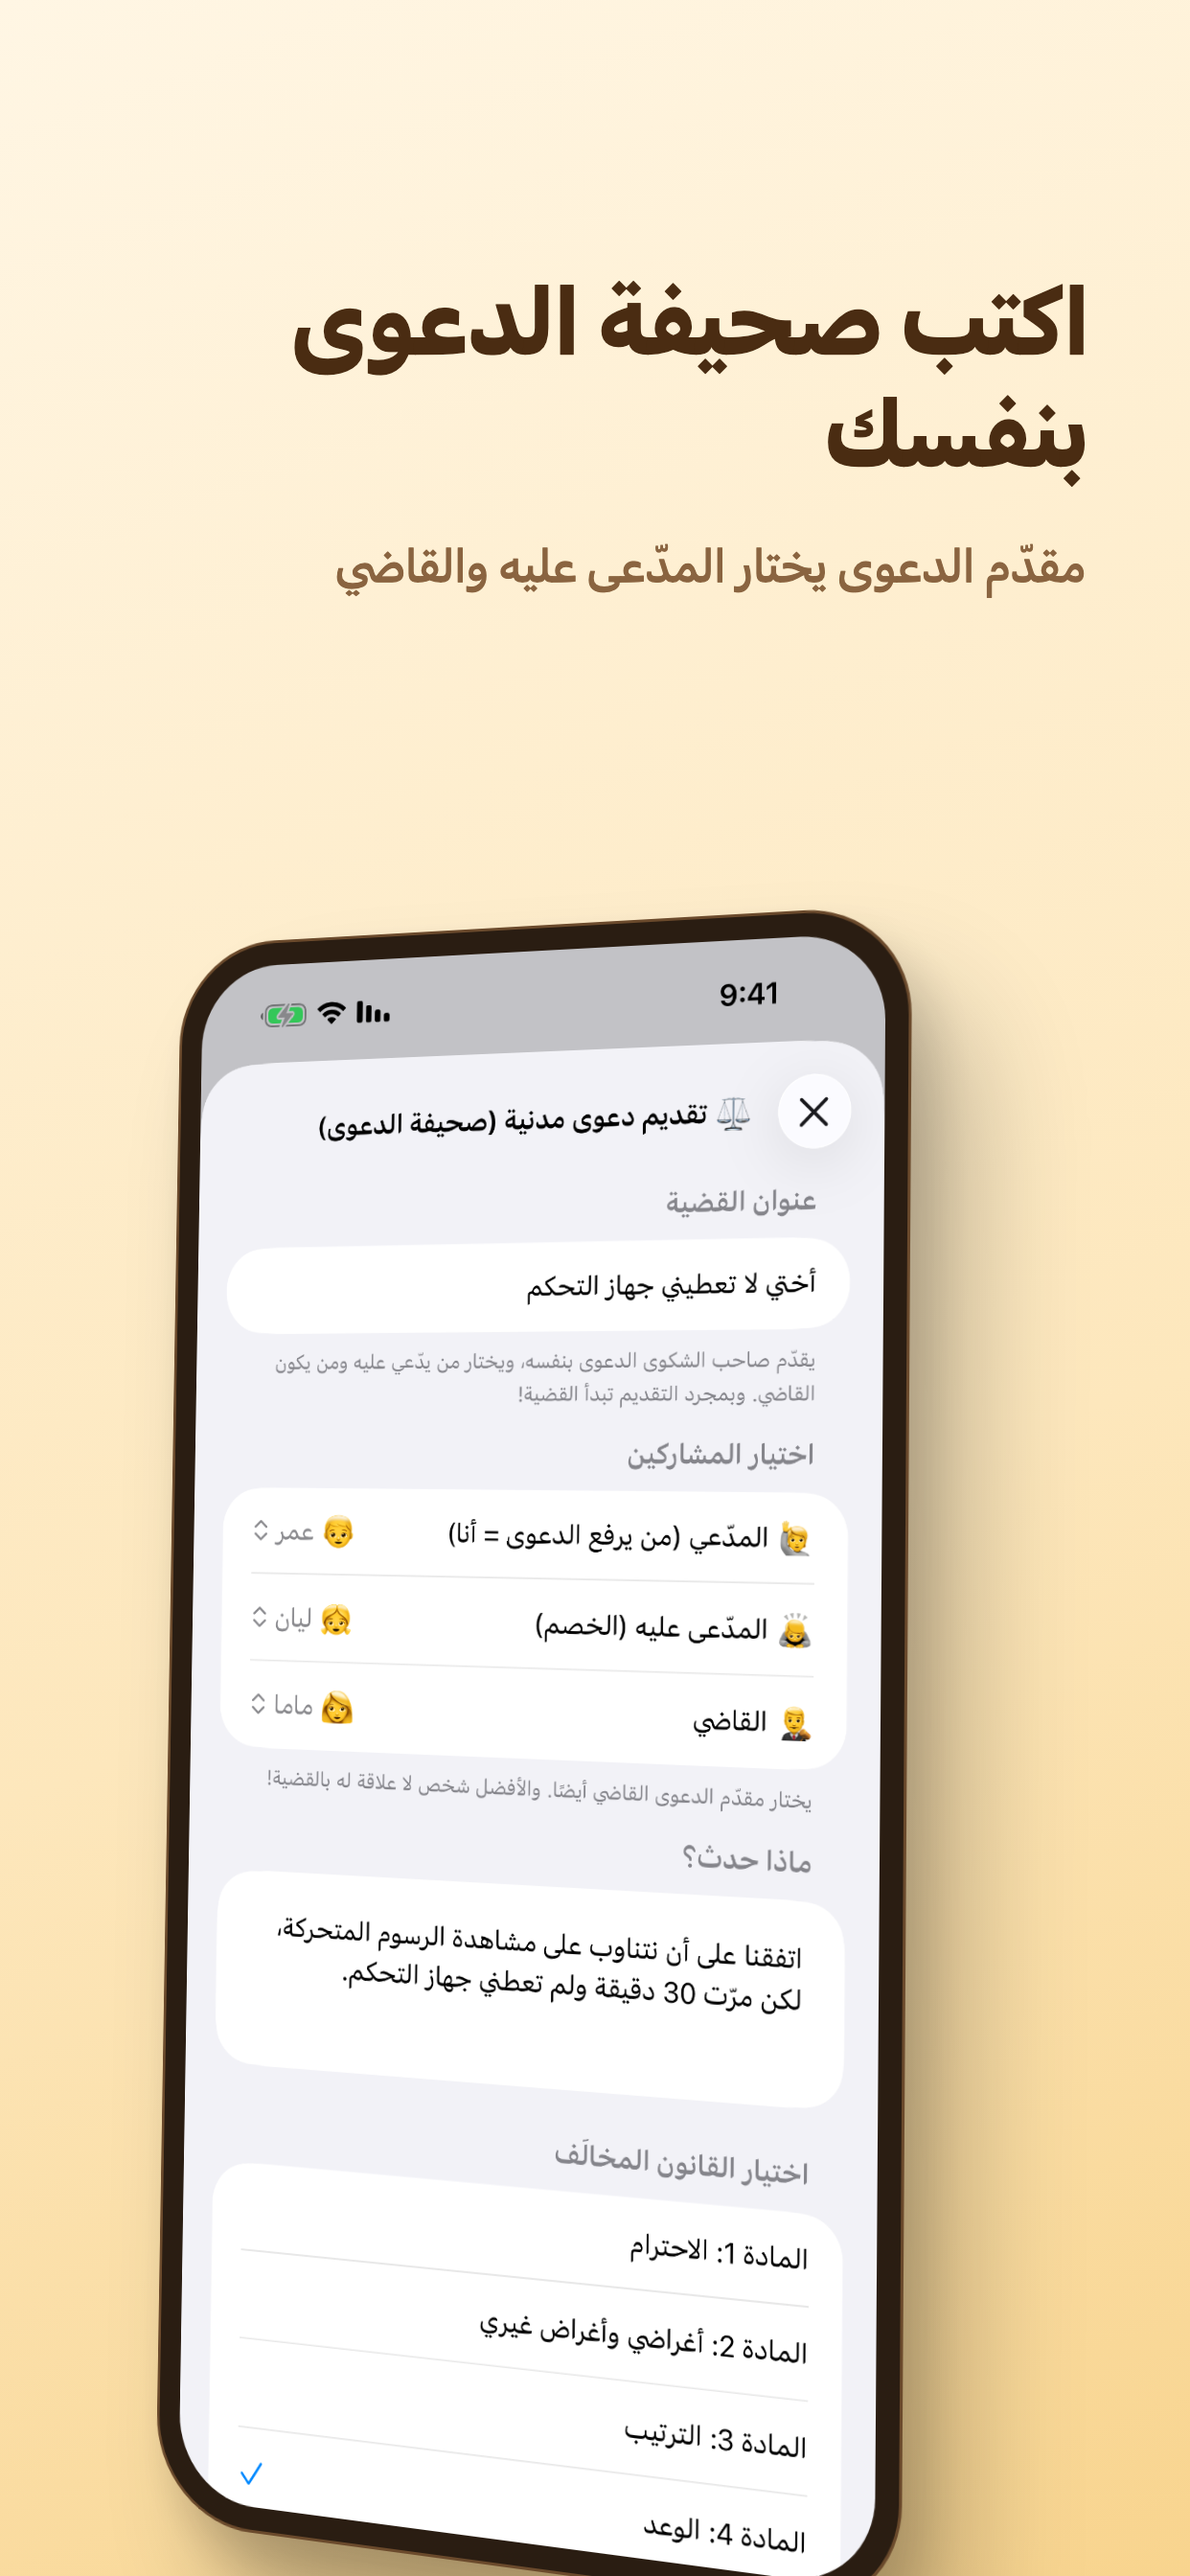 اكتب صحيفة الدعوى
بنفسك
مقدّم الدعوى يختار المدّعى عليه والقاضي
9:41
⚖️ تقديم دعوى مدنية (صحيفة الدعوى)
عنوان القضية
أختي لا تعطيني جهاز التحكم
يقدّم صاحب الشكوى الدعوى بنفسه، ويختار من يدّعي عليه ومن يكون
القاضي. وبمجرد التقديم تبدأ القضية!
اختيار المشاركين
المدّعي (من يرفع الدعوى = أنا) عمر
المدّعى عليه (الخصم) ليان
القاضي ماما
يختار مقدّم الدعوى القاضي أيضًا. والأفضل شخص لا علاقة له بالقضية!
ماذا حدث؟
اتفقنا على أن نتناوب على مشاهدة الرسوم المتحركة،
لكن مرّت 30 دقيقة ولم تعطني جهاز التحكم.
اختيار القانون المخالَف
المادة 1: الاحترام
المادة 2: أغراضي وأغراض غيري
المادة 3: الترتيب
المادة 4: الوعد